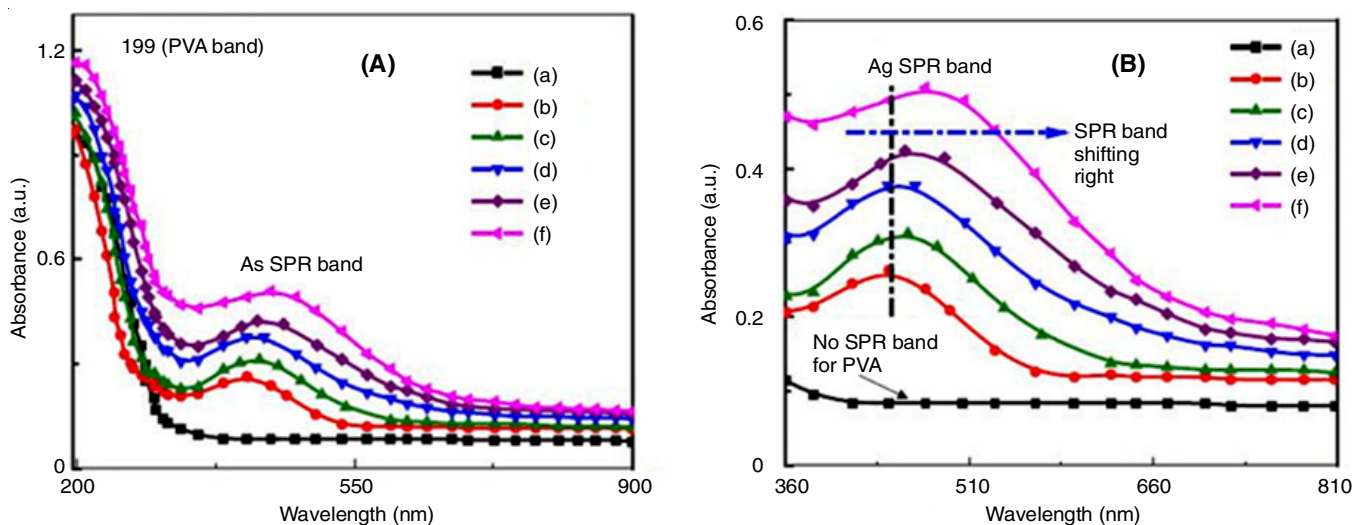 199 (PVA band)
(A)
As SPR band
(a)
(b)
(c)
(d)
(e)
(f)
1.2
0.6
0
200
550
900
Absorbance (a.u.)
Wavelength (nm)
Ag SPR band
(B)
SPR band
shifting
right
No SPR band
for PVA
(a)
(b)
(c)
(d)
(e)
(f)
0.6
0.4
0.2
0
360
510
660
810
Absorbance (a.u.)
Wavelength (nm)